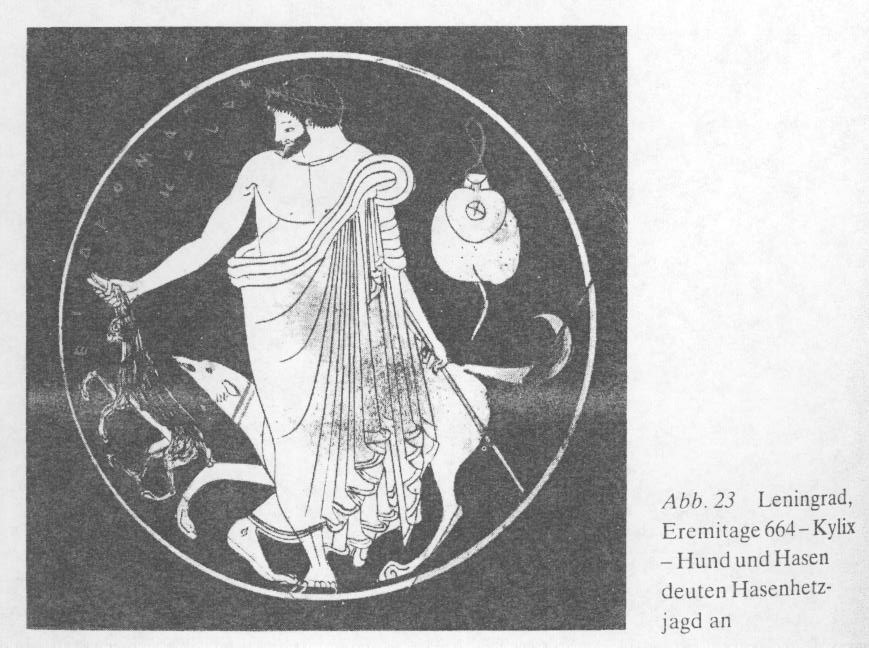 Abb. 23 Leningrad,
Eremitage 664 – Kylix
– Hund und Hasen
deuten Hasenhetz-
jagd an